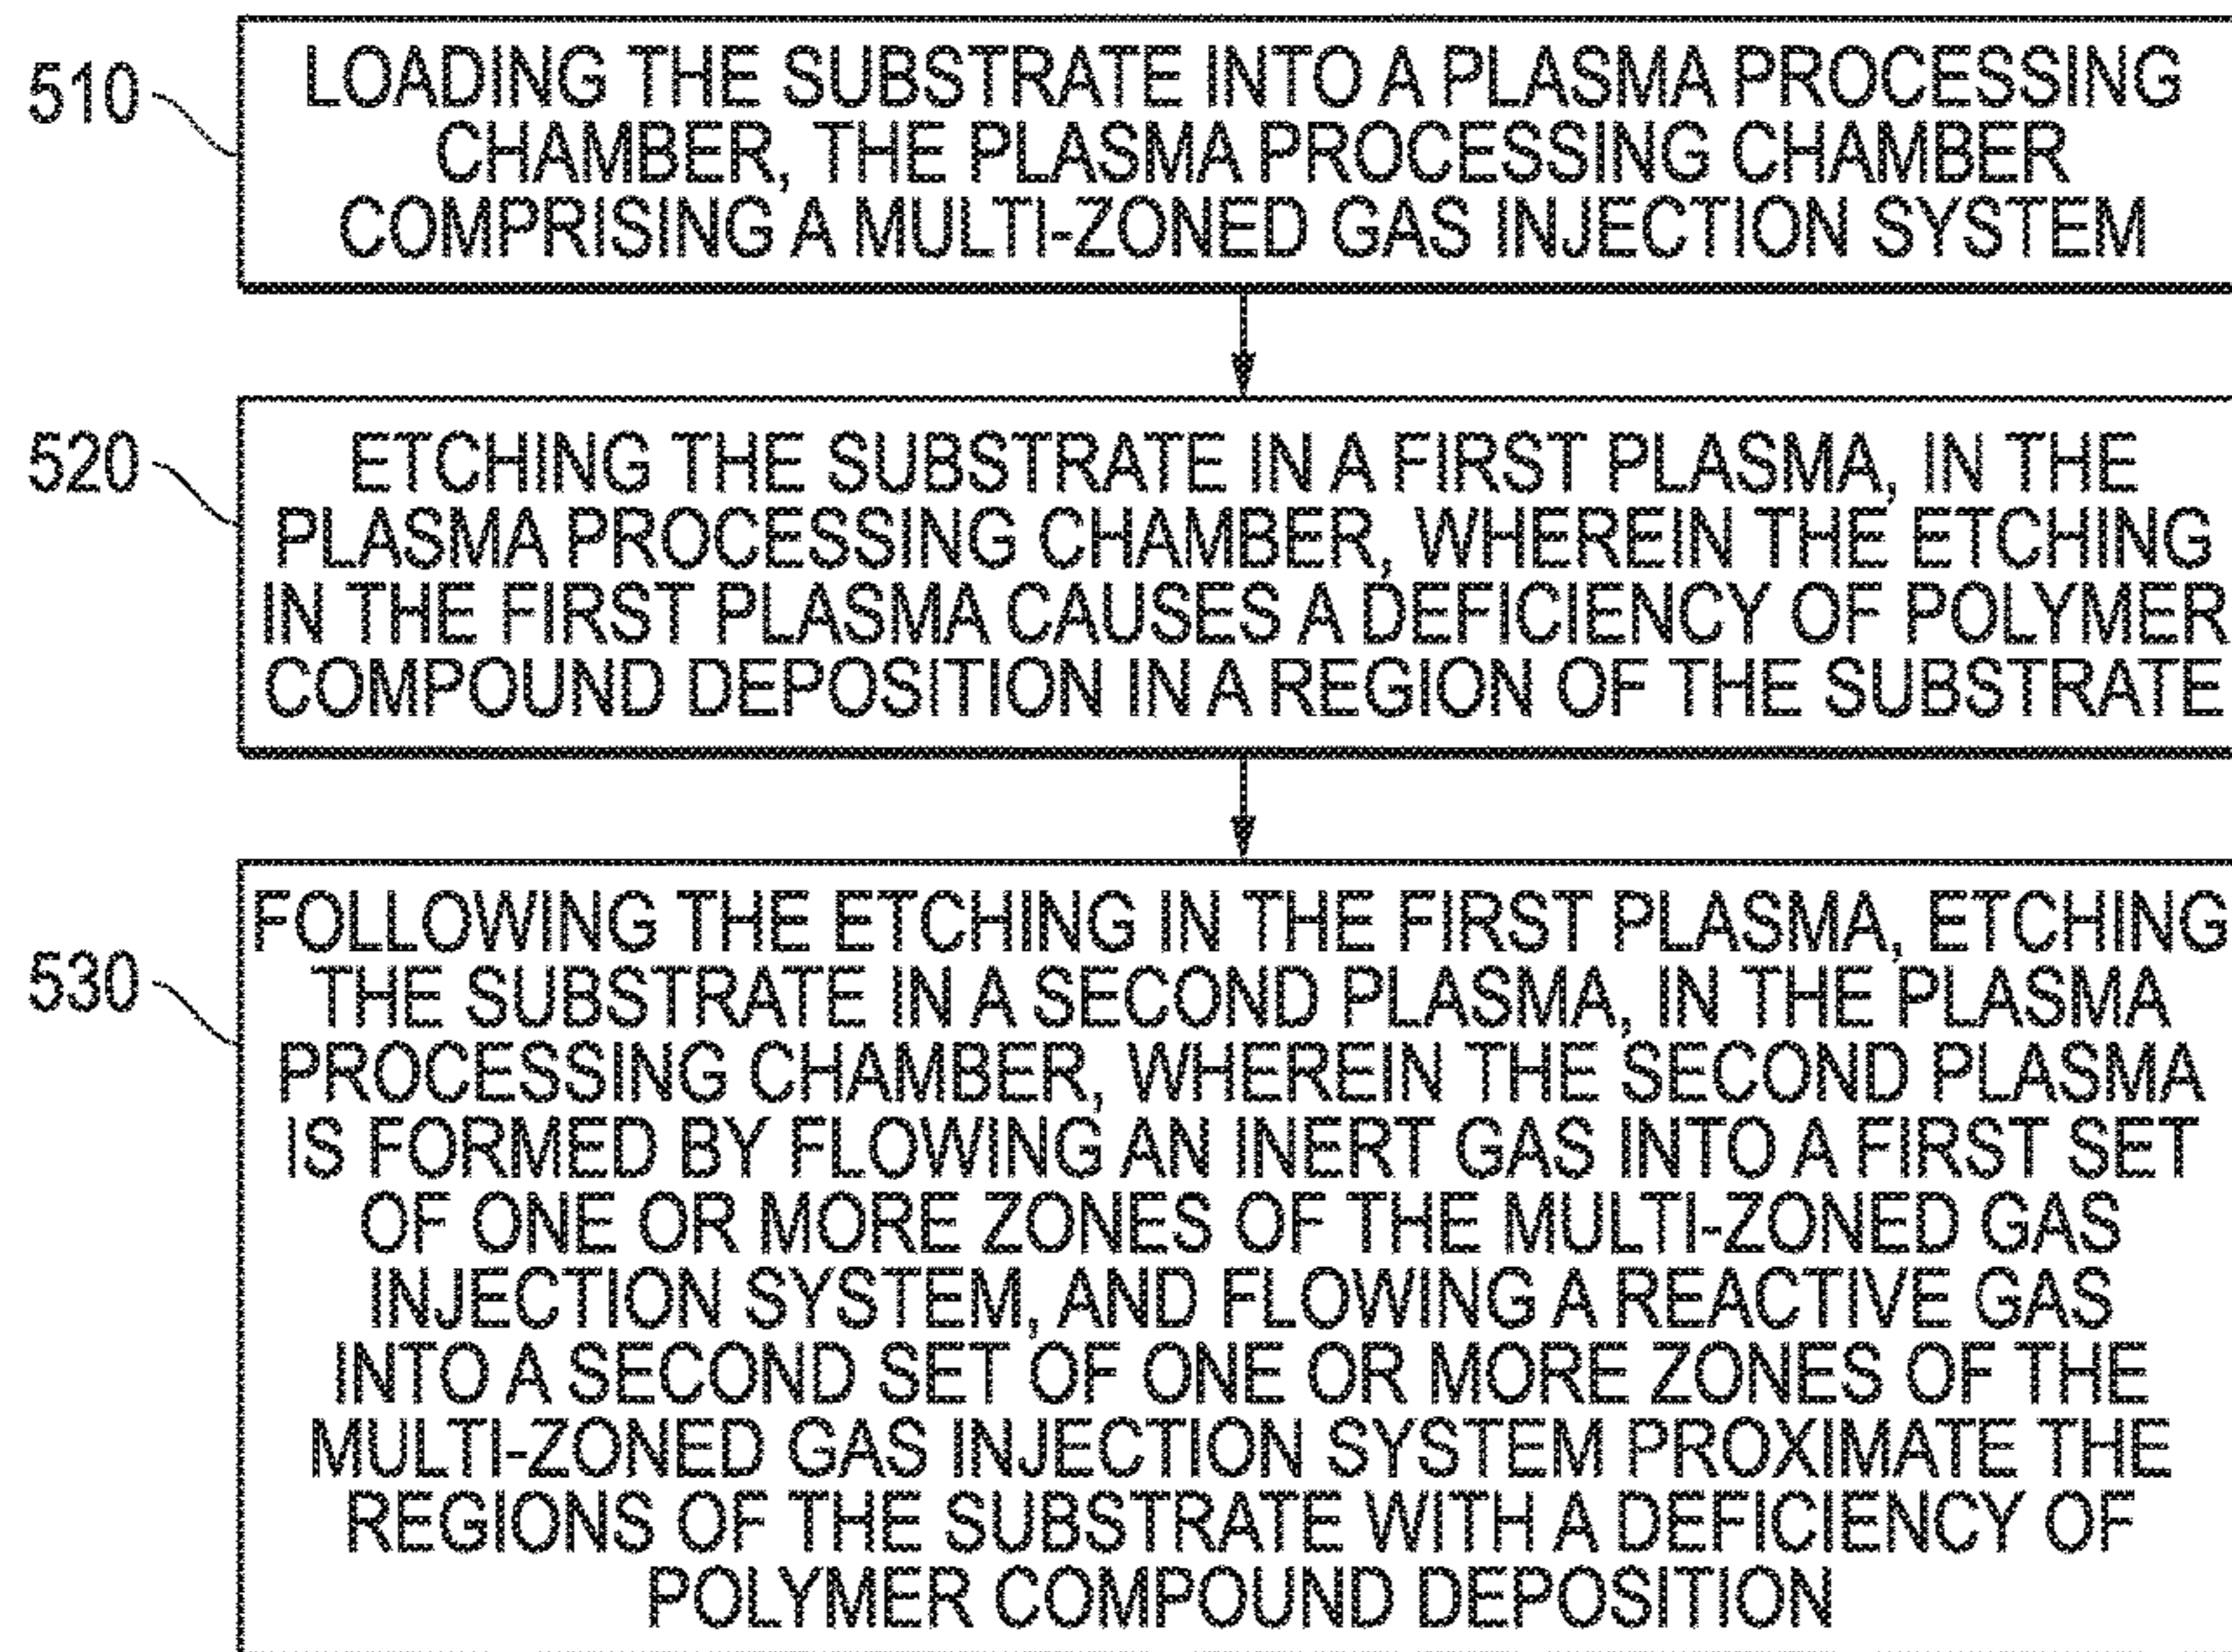 510
LOADING THE SUBSTRATE INTO A PLASMA PROCESSING
CHAMBER, THE PLASMA PROCESSING CHAMBER
COMPRISING A MULTI-ZONED GAS INJECTION SYSTEM
520
ETCHING THE SUBSTRATE IN A FIRST PLASMA, IN THE
PLASMA PROCESSING CHAMBER, WHEREIN THE ETCHING
IN THE FIRST PLASMA CAUSES A DEFICIENCY OF POLYMER
COMPOUND DEPOSITION IN A REGION OF THE SUBSTRATE
530
FOLLOWING THE ETCHING IN THE FIRST PLASMA, ETCHING
THE SUBSTRATE IN A SECOND PLASMA, IN THE PLASMA
PROCESSING CHAMBER, WHEREIN THE SECOND PLASMA
IS FORMED BY FLOWING AN INERT GAS INTO A FIRST SET
OF ONE OR MORE ZONES OF THE MULTI-ZONED GAS
INJECTION SYSTEM, AND FLOWING A REACTIVE GAS
INTO A SECOND SET OF ONE OR MORE ZONES OF THE
MULTI-ZONED GAS INJECTION SYSTEM PROXIMATE THE
REGIONS OF THE SUBSTRATE WITH A DEFICIENCY OF
POLYMER COMPOUND DEPOSITION